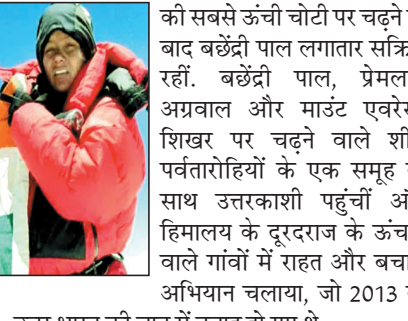 की सबसे ऊंची चोटी पर चढ़ने
बाद बछेंद्री पाल लगातार सक्रि
रहीं. बछेंद्री पाल, प्रेमल
अग्रवाल और माउंट एवरेस
शिखर पर चढ़ने वाले शी
पर्वतारोहियों के एक समूह
साथ उत्तरकाशी पहुंचीं औ
हिमालय के दूरदराज के ऊंचा
वाले गांवों में राहत और बचा
अभियान चलाया, जो 2013